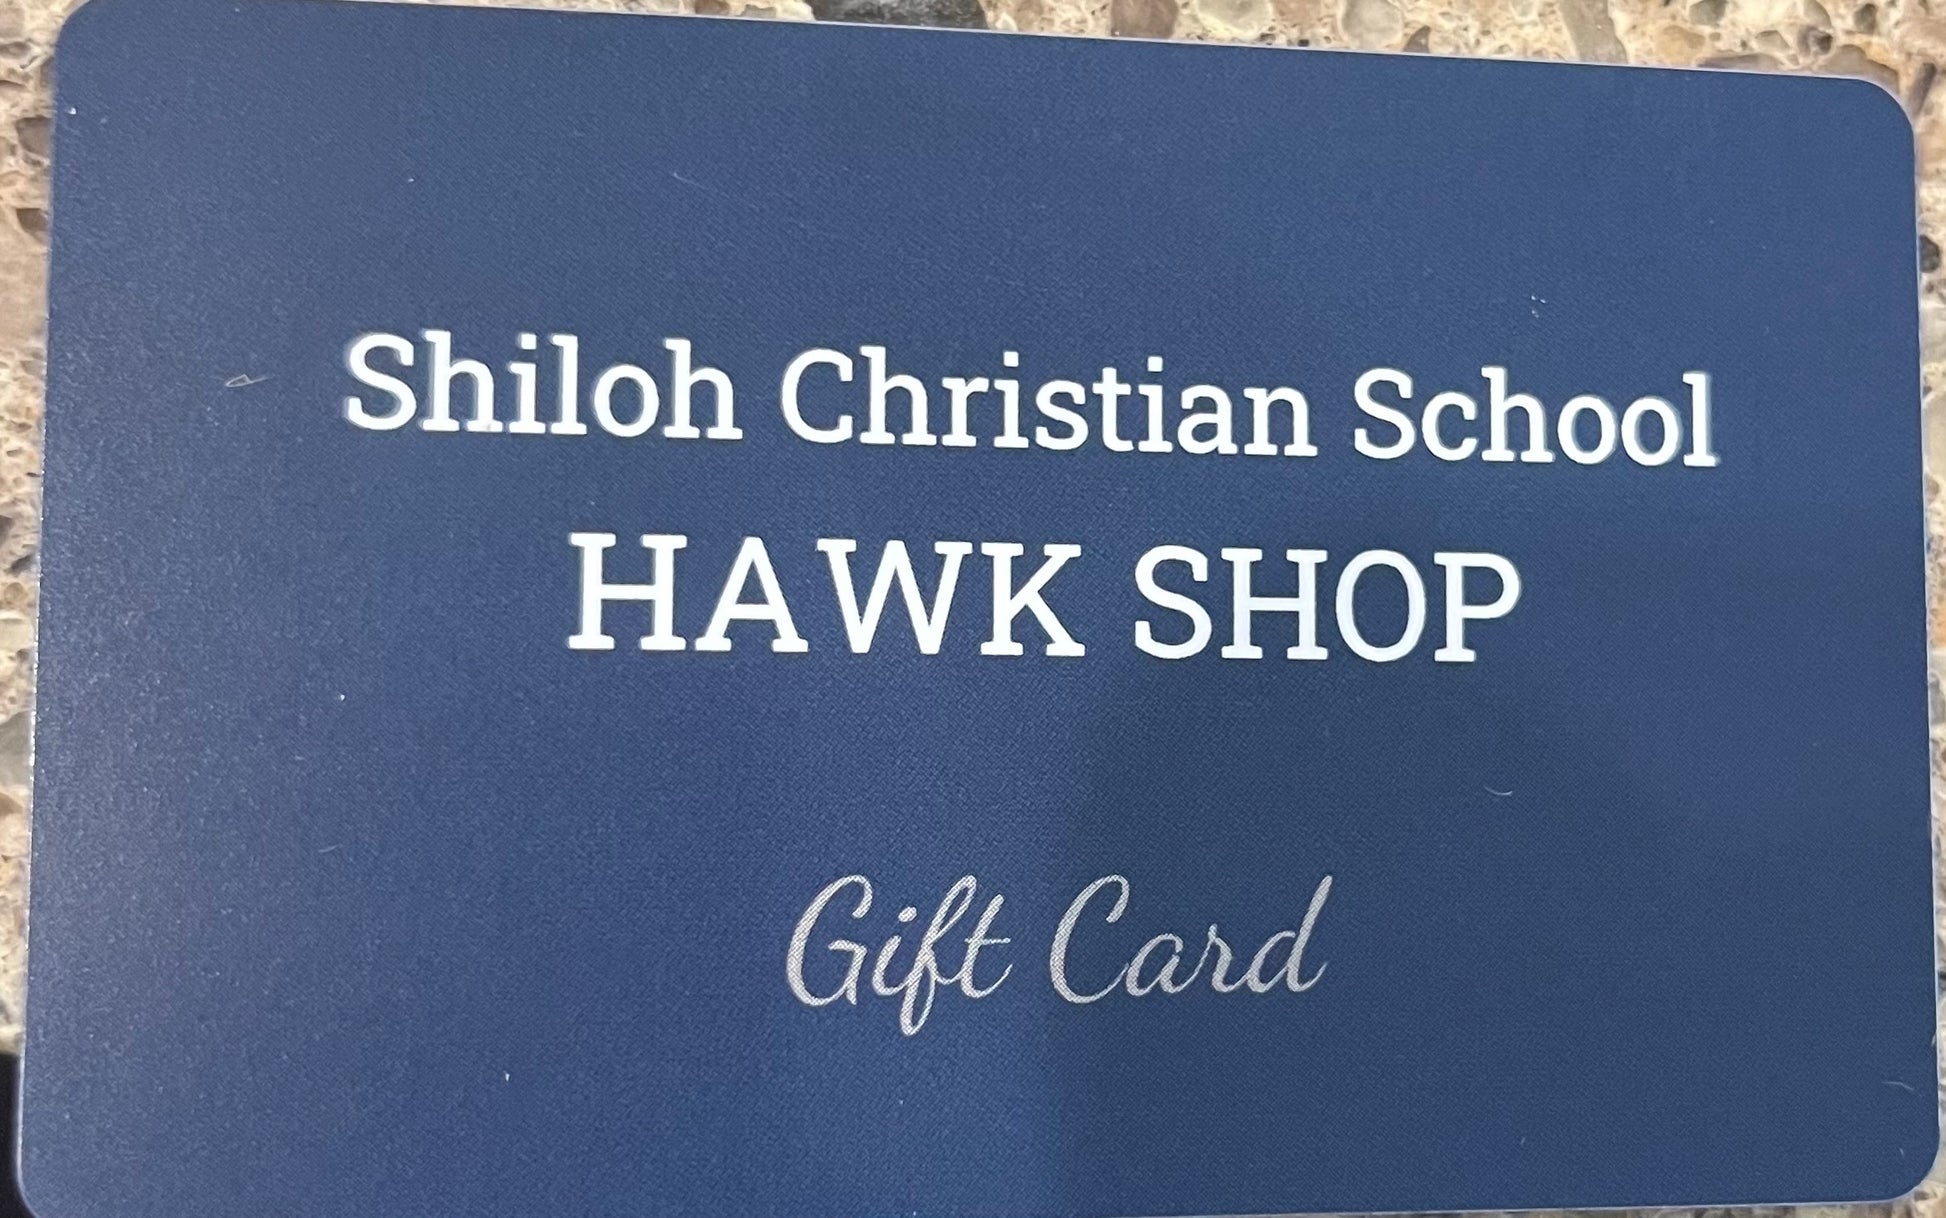 Shiloh Christian School
HAWK SHOP
Gift Card